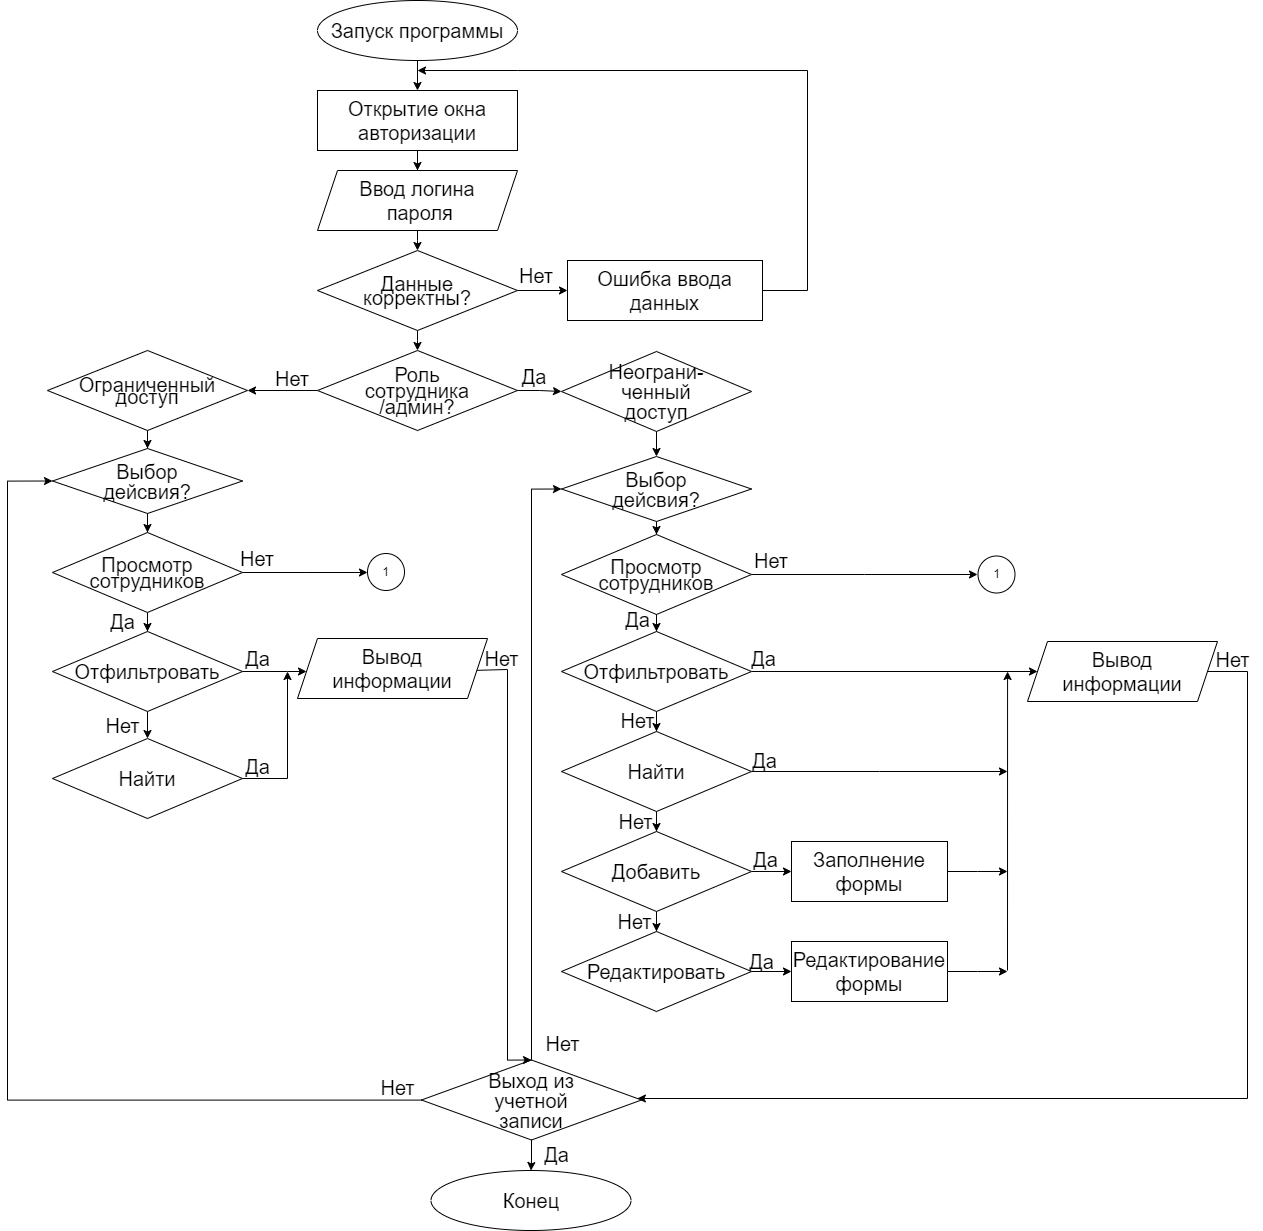 Запуск программы
Открытие окна
авторизации
Ввод логина
пароля
Данные
корректны?
Нет
Ошибка ввода
данных
Ограниченный
доступ
Нет
Роль
сотрудника
/админ?
Да
Неограни-
ченный
доступ
Выбор
дейсвия?
Выбор
дейсвия?
Просмотр
сотрудников
Нет
1
Просмотр
сотрудников
Нет
1
Да
Да
Отфильтровать
Да
Вывод
информации
Нет
Отфильтровать
Да
Вывод
информации
Нет
Нет
Нет
Найти
Да
Найти
Да
Нет
Добавить
Да
Заполнение
формы
Нет
Редактировать
Да
Редактирование
формы
Нет
Нет
Выход из
учетной
записи
Да
Конец